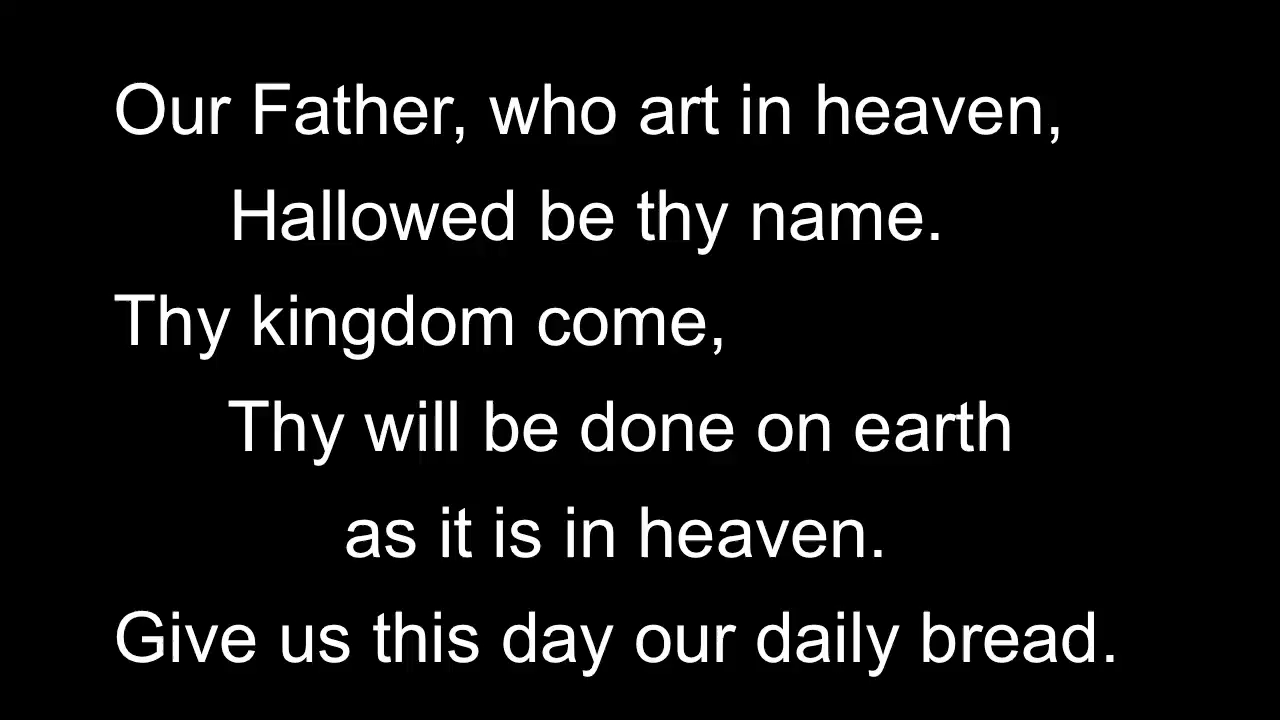 Our Father, who art in heaven,
Hallowed be thy name.
Thy kingdom come,
Thy will be done on earth
as it is in heaven.
Give us this day our daily bread.